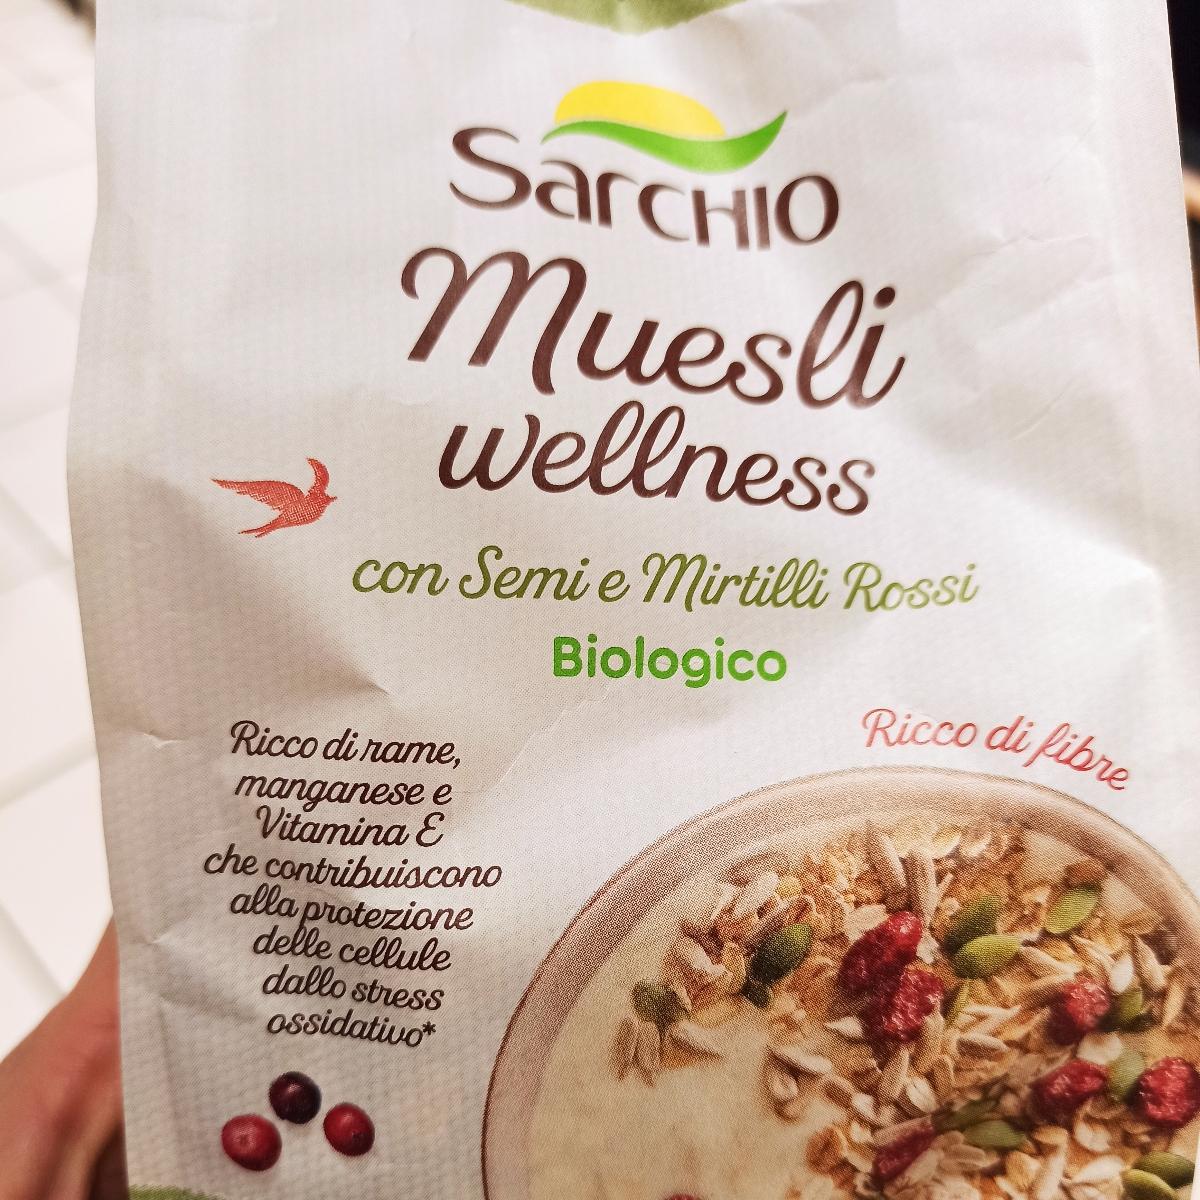 Sarchio
Muesli
wellness
con Semi e Mirtilli Rossi
Biologico
Ricco di fibre
Ricco di rame,
manganese e
Vitamina E
che contribuiscono
alla protezione
delle cellule
dallo stress
ossidativo*